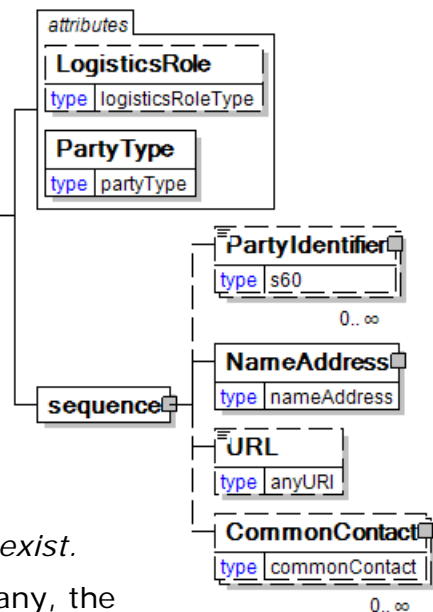 attributes
LogisticsRole
type logisticsRoleType
PartyType
type partyType
PartyIdentifier
type s60
0..∞
NameAddress
type nameAddress
sequence
URL
type anyURI
CommonContact
type commonContact
0..∞
exist.
any, the